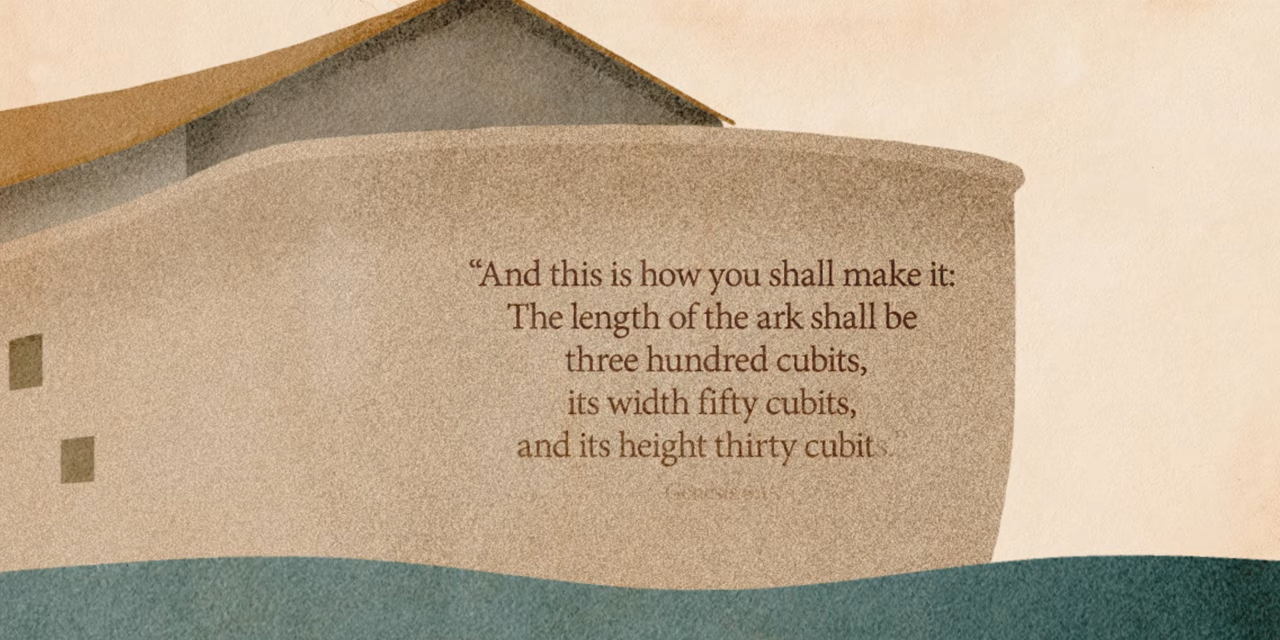 “And this is how you shall make it:
The length of the ark shall be
three hundred cubits,
its width fifty cubits,
and its height thirty cubits.”
Genesis